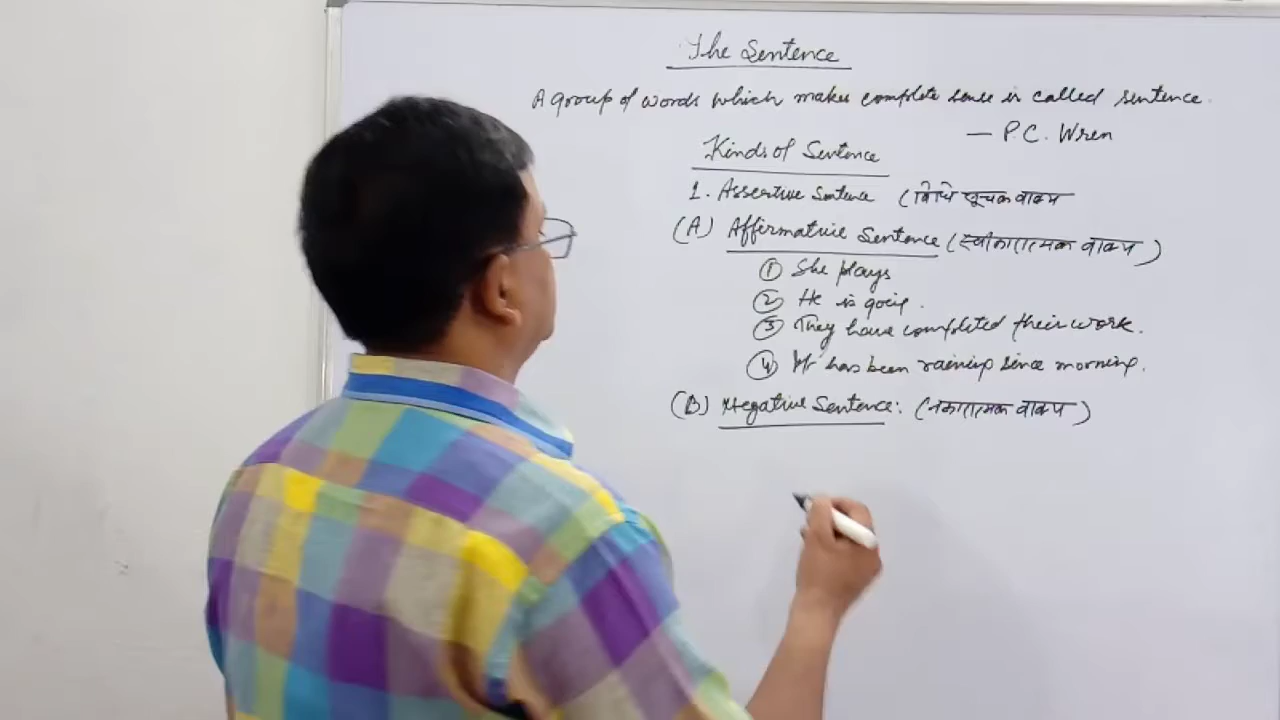 The Sentence
A group of words which makes complete sense is called sentence.
— P.C. Wren
Kinds of Sentence
1. Assertive Sentence (विधि सूचक वाक्य
(A) Affirmative Sentence (स्वीकारात्मक वाक्य)
① She plays
② He is going.
③ They have completed their work.
④ It has been raining since morning.
(B) Negative Sentence: (नकारात्मक वाक्य)